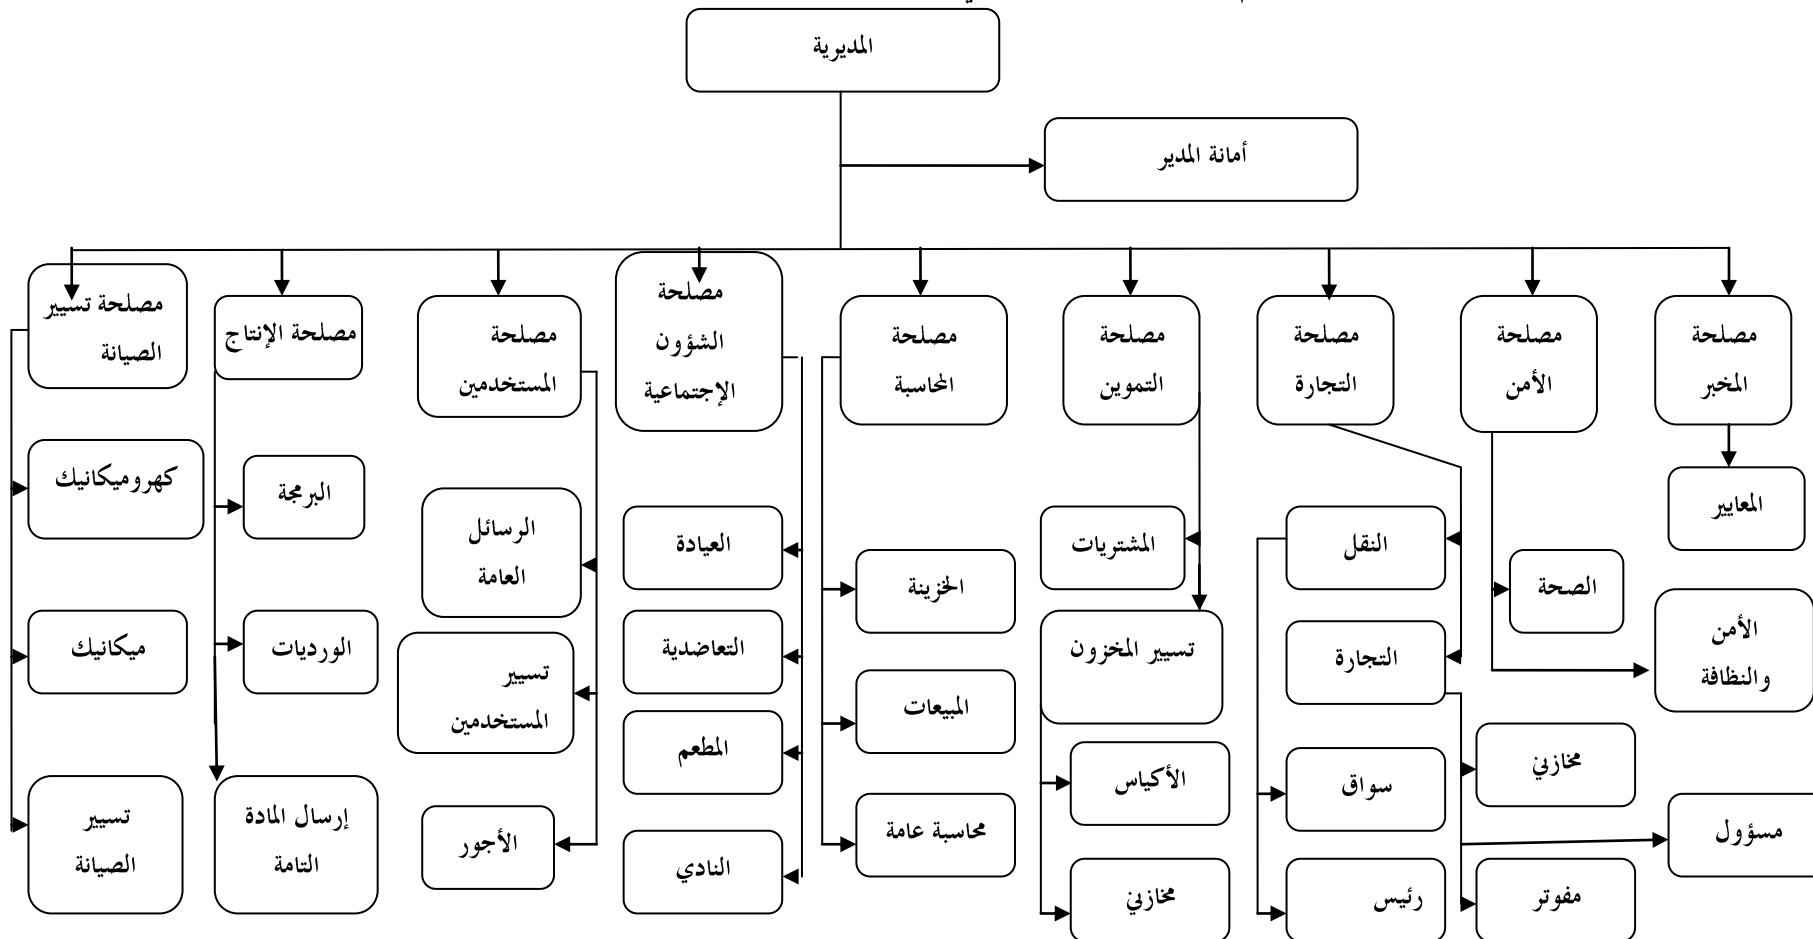 المديرية
أمانة المدير
مصلحة
المخبر
مصلحة
الأمن
مصلحة
التجارة
مصلحة
التموين
مصلحة
المحاسبة
مصلحة
الشؤون
الإجتماعية
مصلحة
المستخدمين
مصلحة الإنتاج
مصلحة تسيير
الصيانة
المعايير
الصحة
الأمن
والنظافة
النقل
التجارة
سواق
رئيس
مخازني
مسؤول
مفوتر
المشتريات
تسيير المخزون
الأكياس
مخازني
الخزينة
المبيعات
محاسبة عامة
العيادة
التعاضدية
المطعم
النادي
الرسائل
العامة
تسيير
المستخدمين
الأجور
البرمجة
الورديات
إرسال المادة
التامة
كهروميكانيك
ميكانيك
تسيير
الصيانة